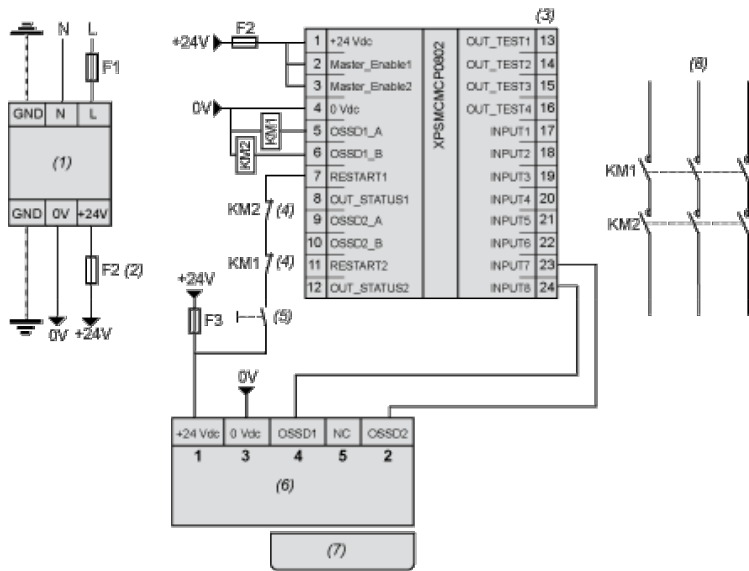 N L
F1
GND N L
(1)
GND 0V +24V
F2 (2)
0V +24V
(3)
+24V F2
0V
KM1
KM2
XPSMCMCP0802
1 +24 Vdc OUT_TEST1 13
2 Master_Enable1 OUT_TEST2 14
3 Master_Enable2 OUT_TEST3 15
4 0 Vdc OUT_TEST4 16
5 OSSD1_A INPUT1 17
6 OSSD1_B INPUT2 18
7 RESTART1 INPUT3 19
8 OUT_STATUS1 INPUT4 20
9 OSSD2_A INPUT5 21
10 OSSD2_B INPUT6 22
11 RESTART2 INPUT7 23
12 OUT_STATUS2 INPUT8 24
KM2 (4)
KM1 (4)
+24V
F3
(5)
0V
+24 Vdc 0 Vdc OSSD1 NC OSSD2
1 3 4 5 2
(6)
(7)
(8)
KM1
KM2